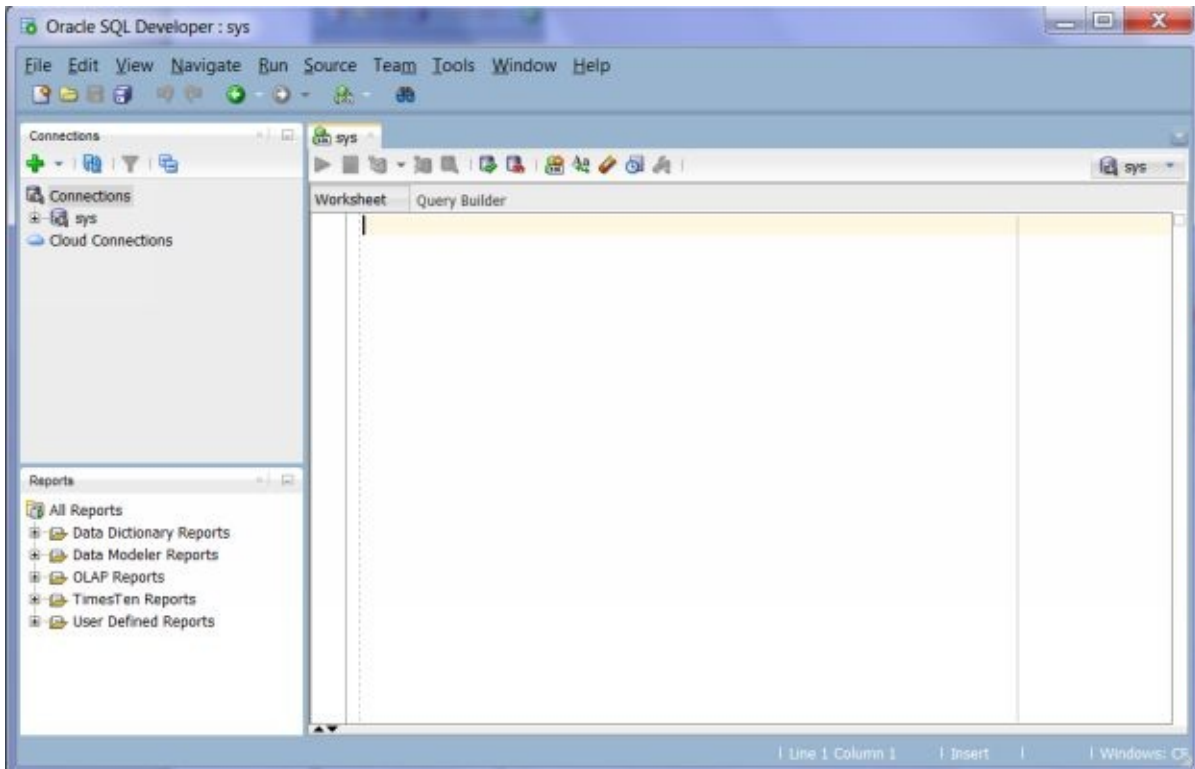 Oracle SQL Developer : sys
File Edit View Navigate Run Source Team Tools Window Help
Connections
Connections
sys
Cloud Connections
Reports
All Reports
Data Dictionary Reports
Data Modeler Reports
OLAP Reports
TimesTen Reports
User Defined Reports
sys
sys
Worksheet Query Builder
Line 1 Column 1 Insert Windows: CR